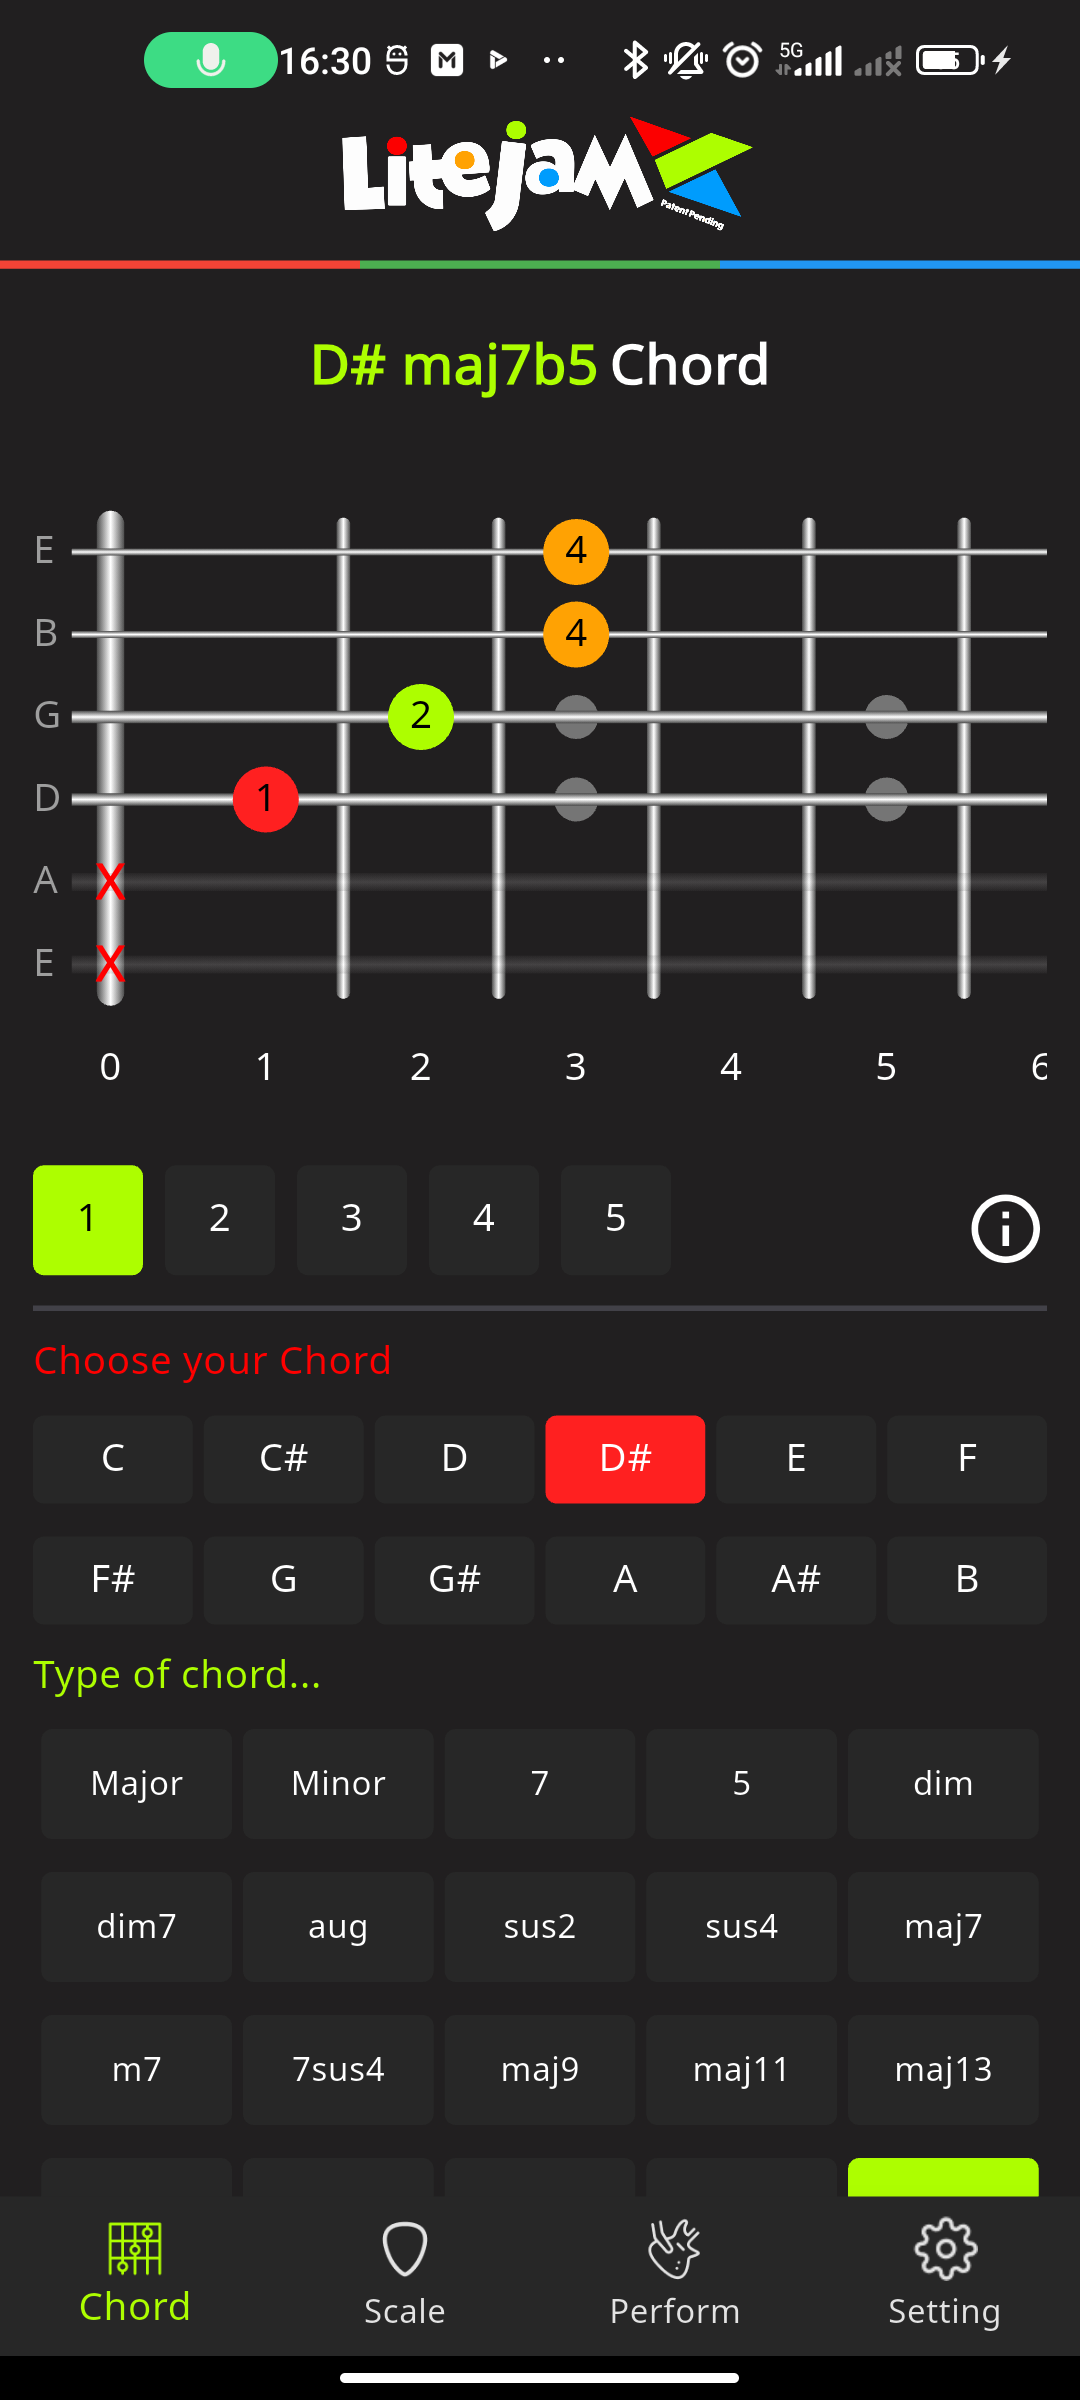 16:30 5G
Litejam
Patent Pending
D# maj7b5 Chord
E 4
B 4
G 2
D 1
A X
E X
0 1 2 3 4 5 6
1 2 3 4 5
Choose your Chord
C C# D D# E F
F# G G# A A# B
Type of chord...
Major Minor 7 5 dim
dim7 aug sus2 sus4 maj7
m7 7sus4 maj9 maj11 maj13
Chord Scale Perform Setting